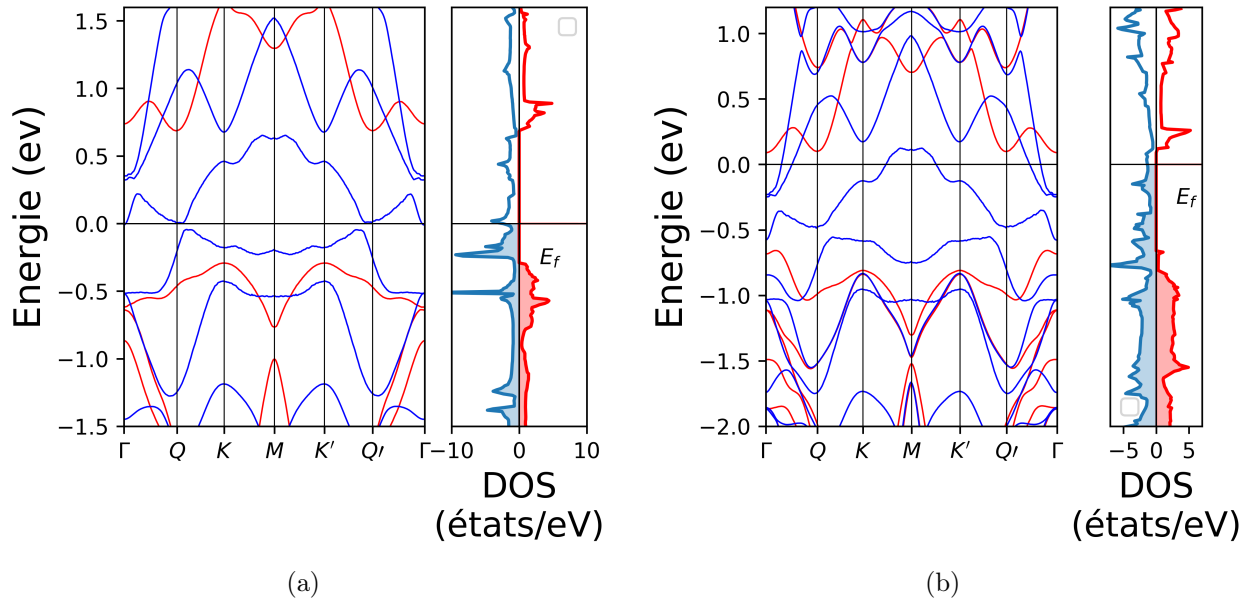 Energie (ev)
1.5
1.0
0.5
0.0
−0.5
−1.0
−1.5
Γ Q K M K′ Q′ Γ
E_f
−10 0 10
DOS
(états/eV)
(a)
Energie (ev)
1.0
0.5
0.0
−0.5
−1.0
−1.5
−2.0
Γ Q K M K′ Q′ Γ
E_f
−5 0 5
DOS
(états/eV)
(b)